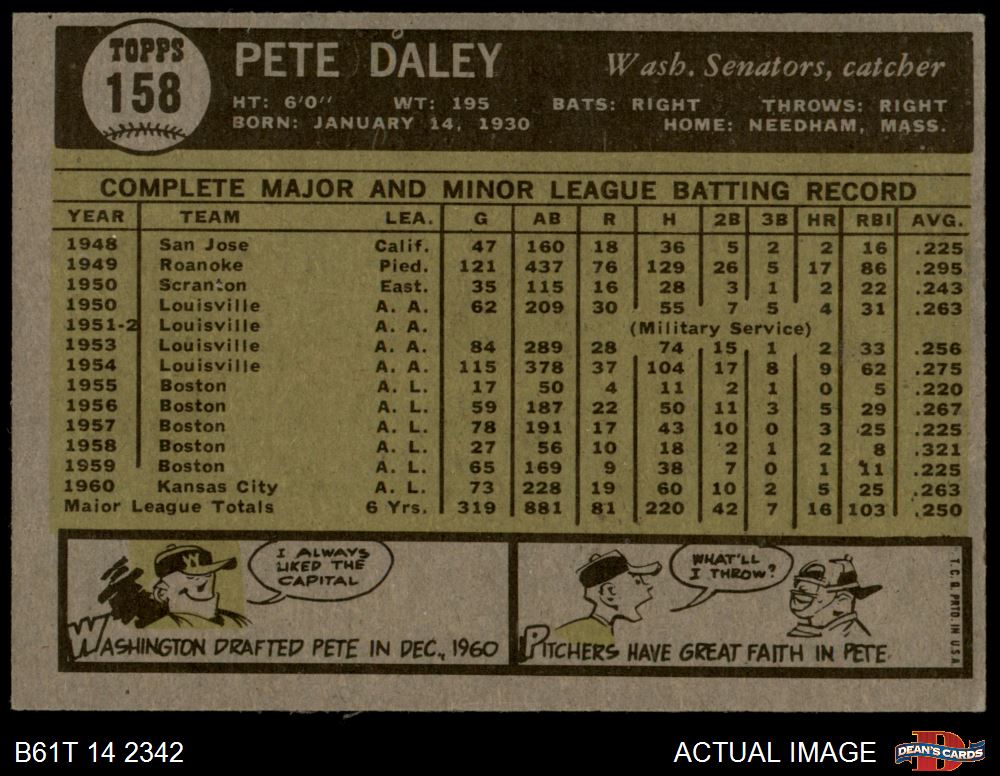 TOPPS
158
PETE DALEY
Wash. Senators, catcher
HT: 6'0" WT: 195 BATS: RIGHT THROWS: RIGHT
BORN: JANUARY 14, 1930 HOME: NEEDHAM, MASS.
COMPLETE MAJOR AND MINOR LEAGUE BATTING RECORD
YEAR TEAM LEA. G AB R H 2B 3B HR RBI AVG.
1948 San Jose Calif. 47 160 18 36 5 2 2 16 .225
1949 Roanoke Pied. 121 437 76 129 26 5 17 86 .295
1950 Scranton East. 35 115 16 28 3 1 2 22 .243
1950 Louisville A. A. 62 209 30 55 7 5 4 31 .263
1951-2 Louisville A. A. (Military Service)
1953 Louisville A. A. 84 289 28 74 15 1 2 33 .256
1954 Louisville A. A. 115 378 37 104 17 8 9 62 .275
1955 Boston A. L. 17 50 4 11 2 1 0 5 .220
1956 Boston A. L. 59 187 22 50 11 3 5 29 .267
1957 Boston A. L. 78 191 17 43 10 0 3 25 .225
1958 Boston A. L. 27 56 10 18 2 1 2 8 .321
1959 Boston A. L. 65 169 9 38 7 0 1 11 .225
1960 Kansas City A. L. 73 228 19 60 10 2 5 25 .263
Major League Totals 6 Yrs. 319 881 81 220 42 7 16 103 .250
W
I ALWAYS
LIKED THE
CAPITAL
WASHINGTON DRAFTED PETE IN DEC., 1960
WHAT'LL
I THROW?
PITCHERS HAVE GREAT FAITH IN PETE
T. C. G. PRTD. IN U.S.A.
B61T 14 2342
ACTUAL IMAGE
DEAN'S CARDS